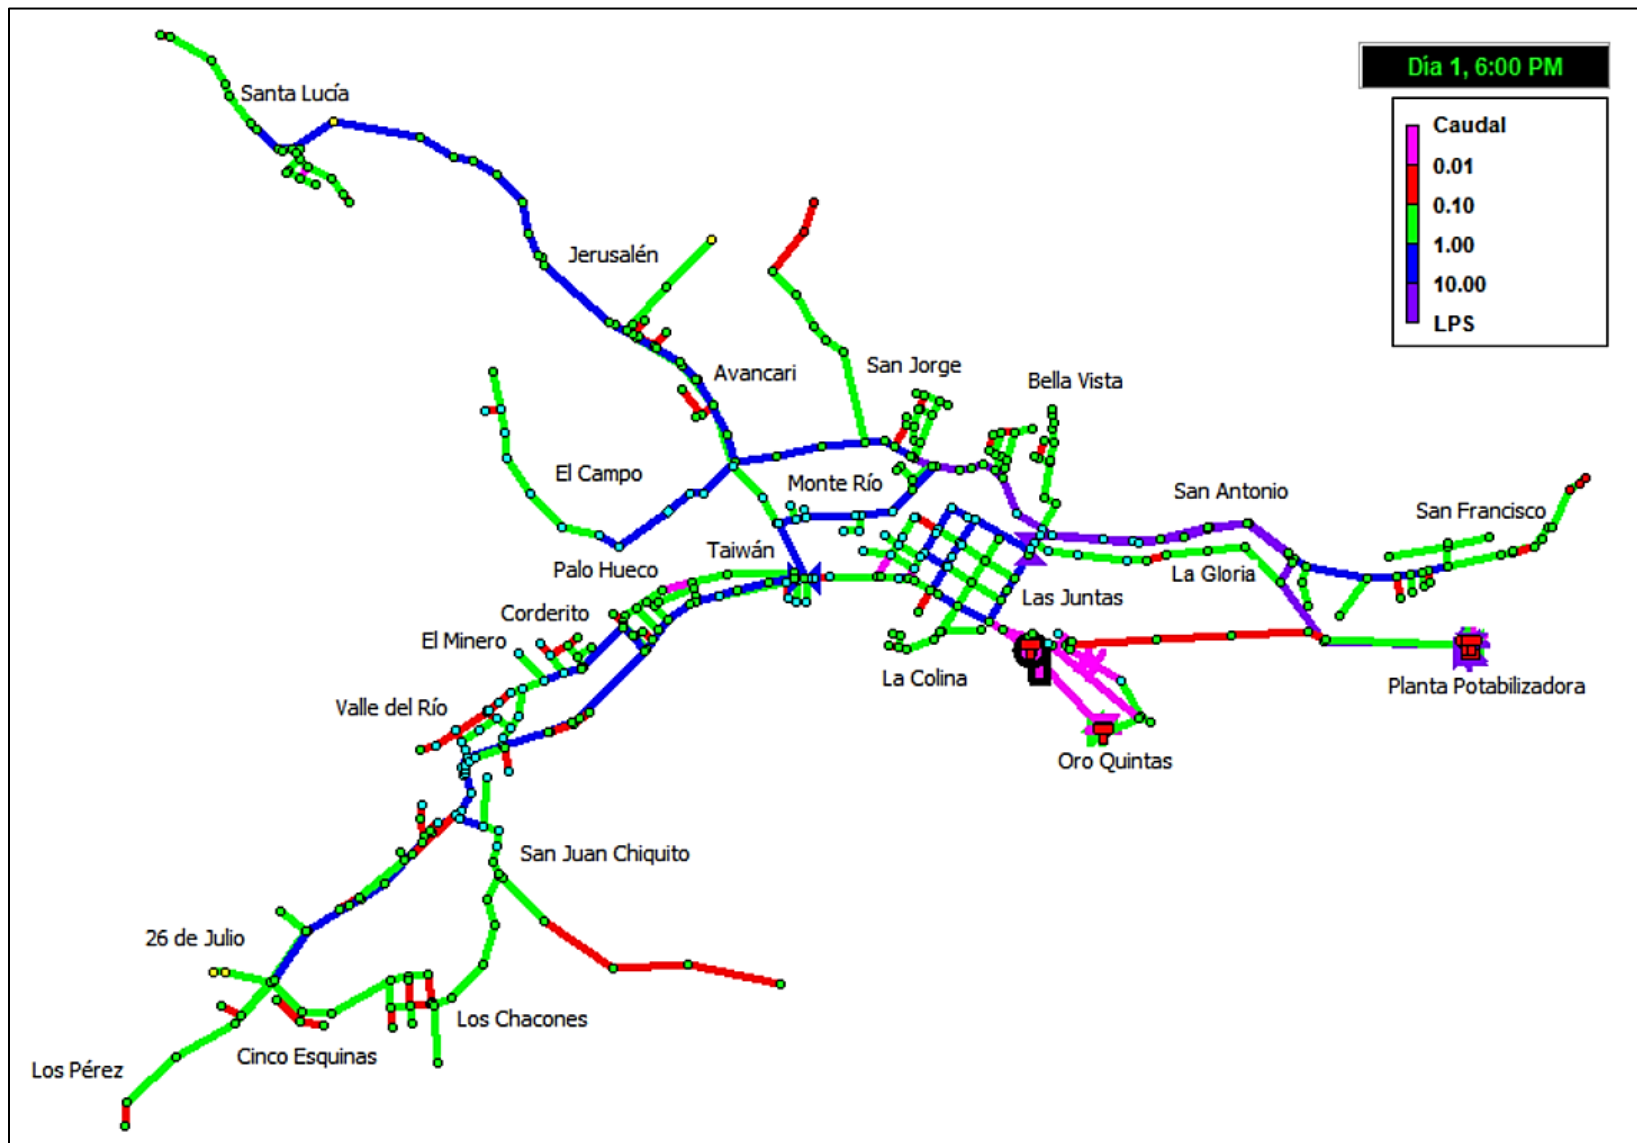 Día 1, 6:00 PM
Caudal
0.01
0.10
1.00
10.00
LPS
Santa Lucía
Jerusalén
Avancari
San Jorge
Bella Vista
El Campo
Monte Río
San Antonio
San Francisco
Taiwán
Palo Hueco
La Gloria
Corderito
Las Juntas
El Minero
La Colina
Planta Potabilizadora
Valle del Río
Oro Quintas
San Juan Chiquito
26 de Julio
Los Chacones
Cinco Esquinas
Los Pérez